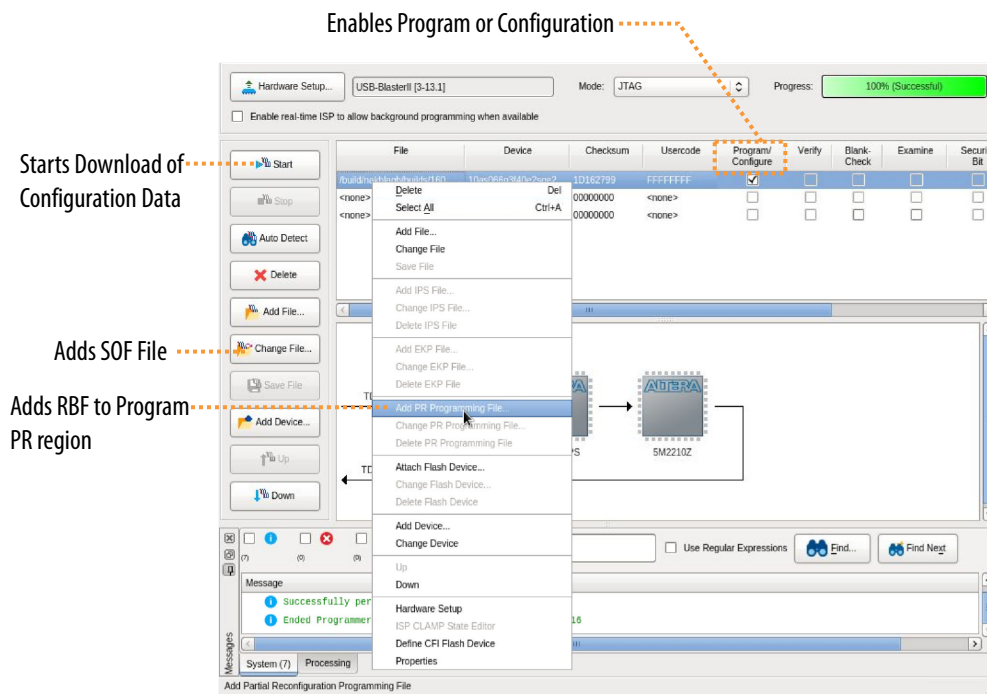 Enables Program or Configuration
Hardware Setup...
USB-BlasterII [3-13.1]
Mode:
JTAG
Progress:
100% (Successful)
Enable real-time ISP to allow background programming when available
Starts Download of
Configuration Data
Start
Stop
Auto Detect
Delete
Add File...
Change File...
Save File
Add Device...
Up
Down
Adds SOF File
Adds RBF to Program
PR region
File Device Checksum Usercode Program/ Verify Blank- Examine Securi
Configure Check Bit
1D162799 FFFFFFFF
<none> 00000000 <none>
<none> 00000000 <none>
Delete Del
Select All Ctrl+A
Add File...
Change File
Save File
Add IPS File...
Change IPS File...
Delete IPS File
Add EKP File...
Change EKP File...
Delete EKP File
Add PR Programming File...
Change PR Programming File...
Delete PR Programming File
Attach Flash Device...
Change Flash Device...
Delete Flash Device
Add Device...
Change Device
Up
Down
Hardware Setup
ISP CLAMP State Editor
Define CFI Flash Device
Properties
ALTERA
5M2210Z
(7) (0) (9)
Use Regular Expressions
Find...
Find Next
Message
Successfully per
Ended Programmer 16
Messages
System (7)
Processing
Add Partial Reconfiguration Programming File